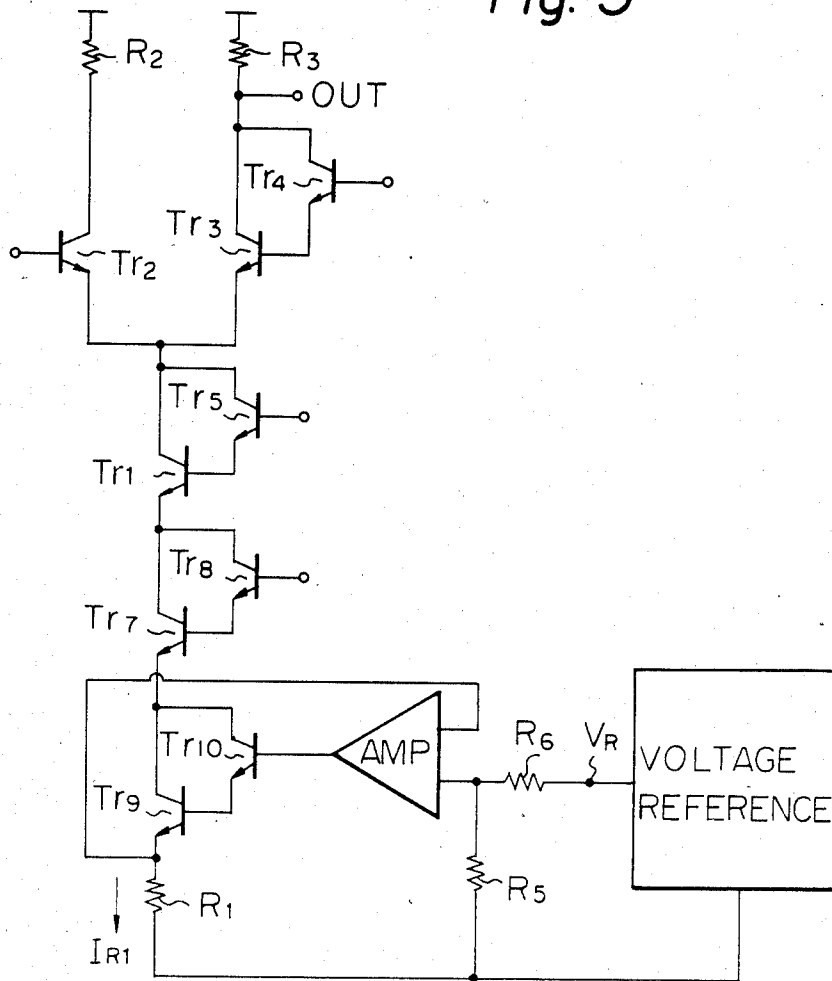 Fig. 5
R2
R3
OUT
Tr4
Tr3
Tr2
Tr5
Tr1
Tr8
Tr7
Tr10
AMP
R6
VR
VOLTAGE
REFERENCE
Tr9
R1
R5
IR1